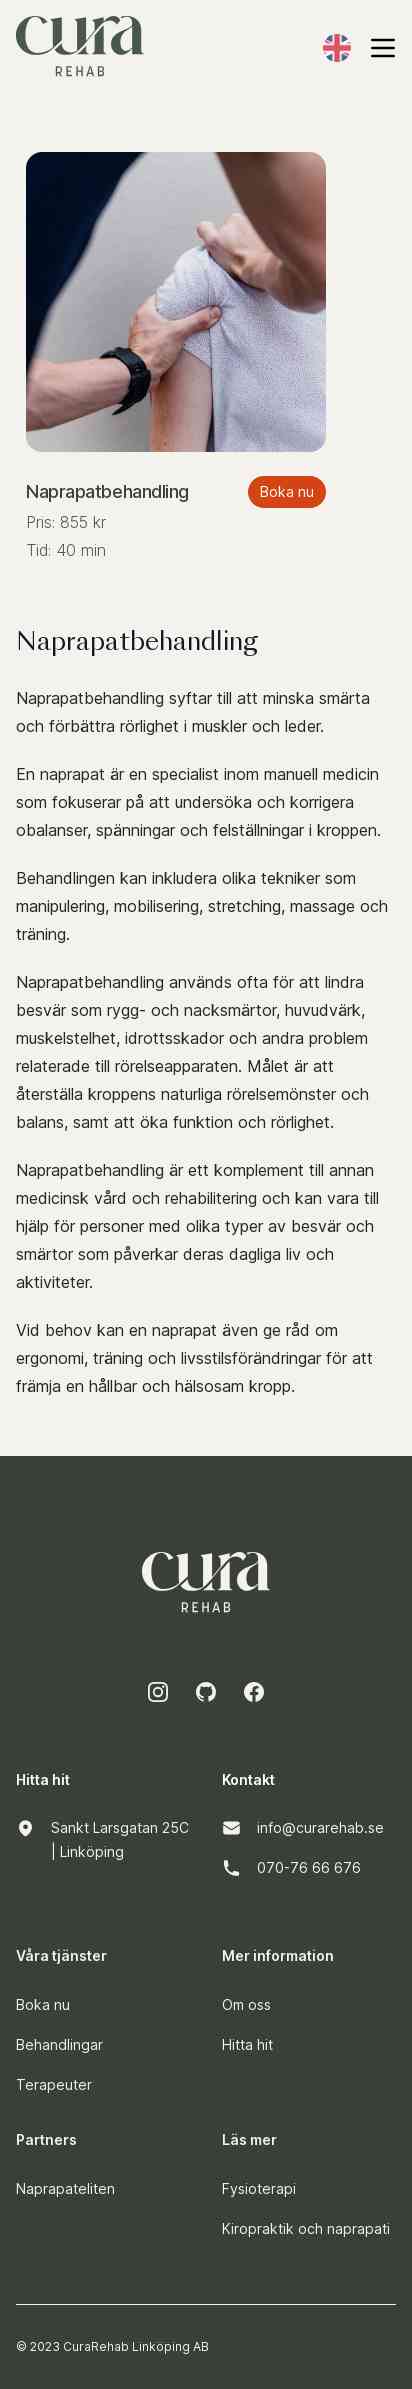 cura
REHAB
Naprapatbehandling
Boka nu
Pris: 855 kr
Tid: 40 min
Naprapatbehandling
Naprapatbehandling syftar till att minska smärta
och förbättra rörlighet i muskler och leder.
En naprapat är en specialist inom manuell medicin
som fokuserar på att undersöka och korrigera
obalanser, spänningar och felställningar i kroppen.
Behandlingen kan inkludera olika tekniker som
manipulering, mobilisering, stretching, massage och
träning.
Naprapatbehandling används ofta för att lindra
besvär som rygg- och nacksmärtor, huvudvärk,
muskelstelhet, idrottsskador och andra problem
relaterade till rörelseapparaten. Målet är att
återställa kroppens naturliga rörelsemönster och
balans, samt att öka funktion och rörlighet.
Naprapatbehandling är ett komplement till annan
medicinsk vård och rehabilitering och kan vara till
hjälp för personer med olika typer av besvär och
smärtor som påverkar deras dagliga liv och
aktiviteter.
Vid behov kan en naprapat även ge råd om
ergonomi, träning och livsstilsförändringar för att
främja en hållbar och hälsosam kropp.
cura
REHAB
Hitta hit
Sankt Larsgatan 25C
| Linköping
Kontakt
info@curarehab.se
070-76 66 676
Våra tjänster
Boka nu
Behandlingar
Terapeuter
Mer information
Om oss
Hitta hit
Partners
Naprapateliten
Läs mer
Fysioterapi
Kiropraktik och naprapati
© 2023 CuraRehab Linköping AB